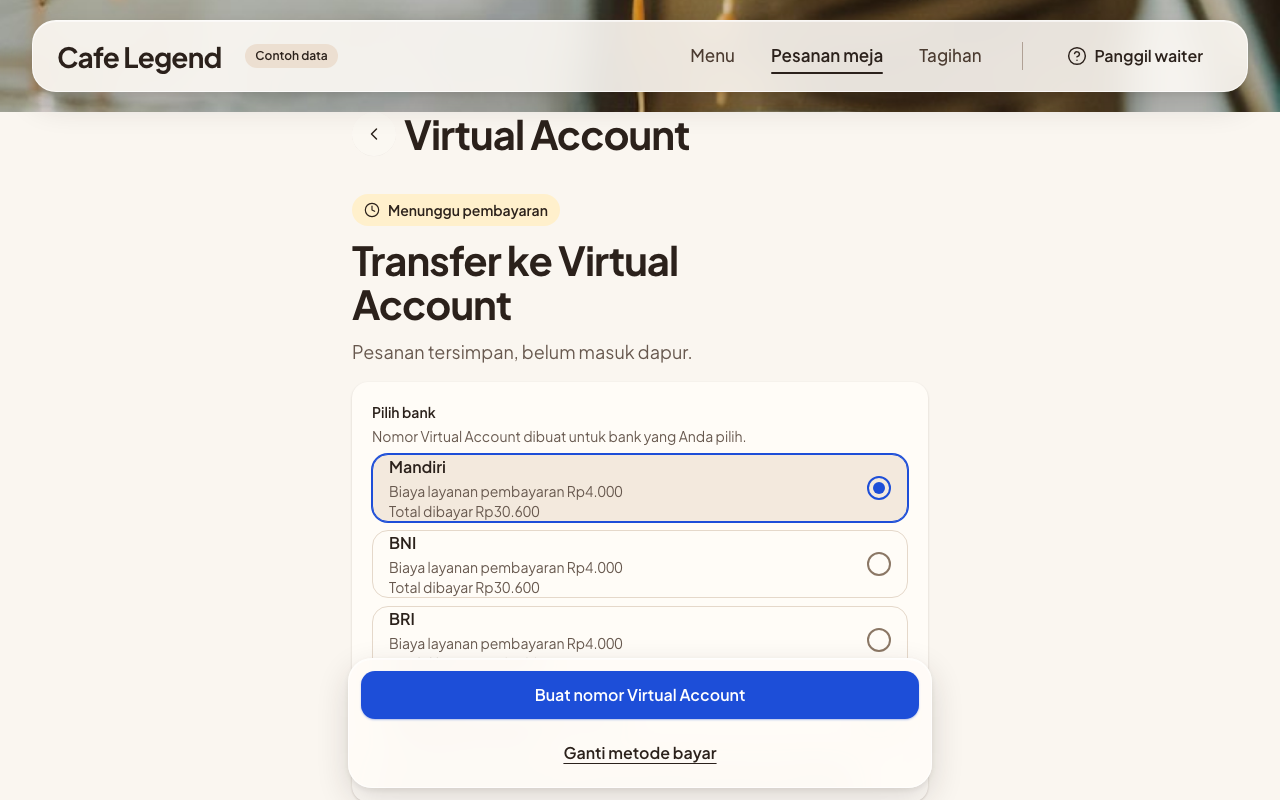 Cafe Legend
Contoh data
Menu
Pesanan meja
Tagihan
Panggil waiter
Virtual Account
Menunggu pembayaran
Transfer ke Virtual
Account
Pesanan tersimpan, belum masuk dapur.
Pilih bank
Nomor Virtual Account dibuat untuk bank yang Anda pilih.
Mandiri
Biaya layanan pembayaran Rp4.000
Total dibayar Rp30.600
BNI
Biaya layanan pembayaran Rp4.000
Total dibayar Rp30.600
BRI
Biaya layanan pembayaran Rp4.000
Buat nomor Virtual Account
Ganti metode bayar